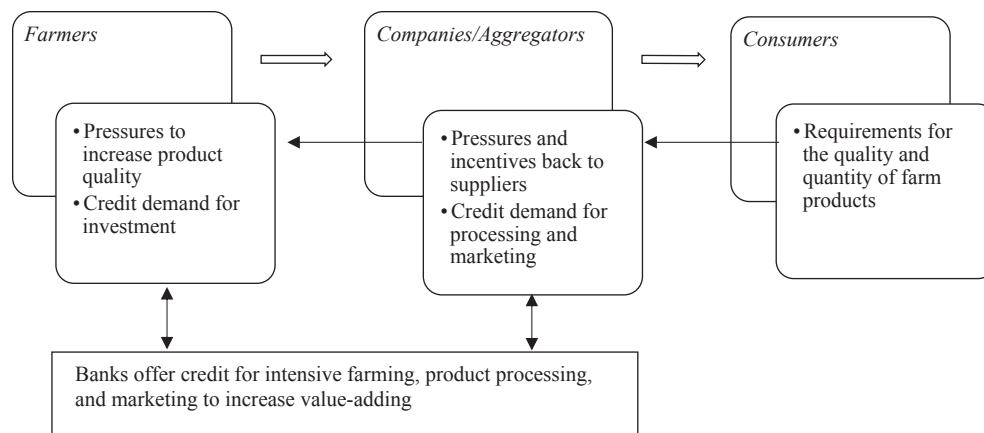 Farmers
Companies/Aggregators
Consumers
• Pressures to
increase product
quality
• Credit demand for
investment
• Pressures and
incentives back to
suppliers
• Credit demand for
processing and
marketing
• Requirements for
the quality and
quantity of farm
products
Banks offer credit for intensive farming, product processing,
and marketing to increase value-adding